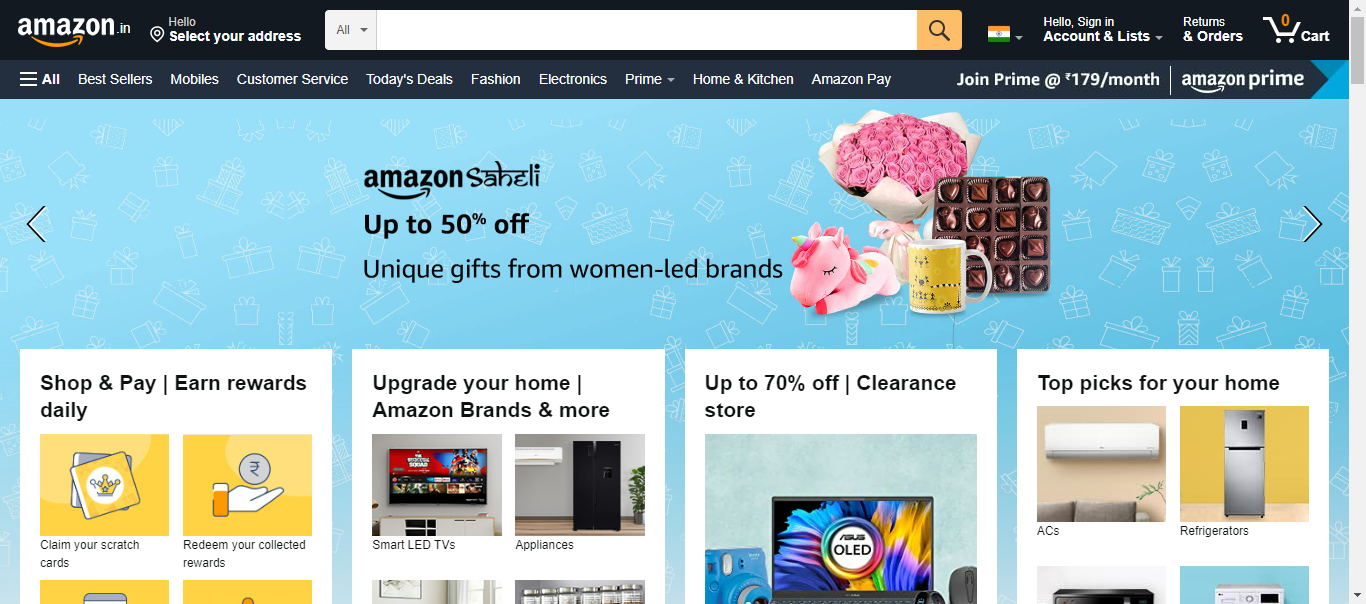 amazon.in
Hello
Select your address
All
Hello, Sign in
Account & Lists
Returns
& Orders
0
Cart
All
Best Sellers
Mobiles
Customer Service
Today's Deals
Fashion
Electronics
Prime
Home & Kitchen
Amazon Pay
Join Prime @ ₹179/month
amazon prime
amazon Saheli
Up to 50% off
Unique gifts from women-led brands
Shop & Pay | Earn rewards
daily
Claim your scratch
cards
Redeem your collected
rewards
Upgrade your home |
Amazon Brands & more
Smart LED TVs
Appliances
Up to 70% off | Clearance
store
ASUS
OLED
Top picks for your home
ACs
Refrigerators